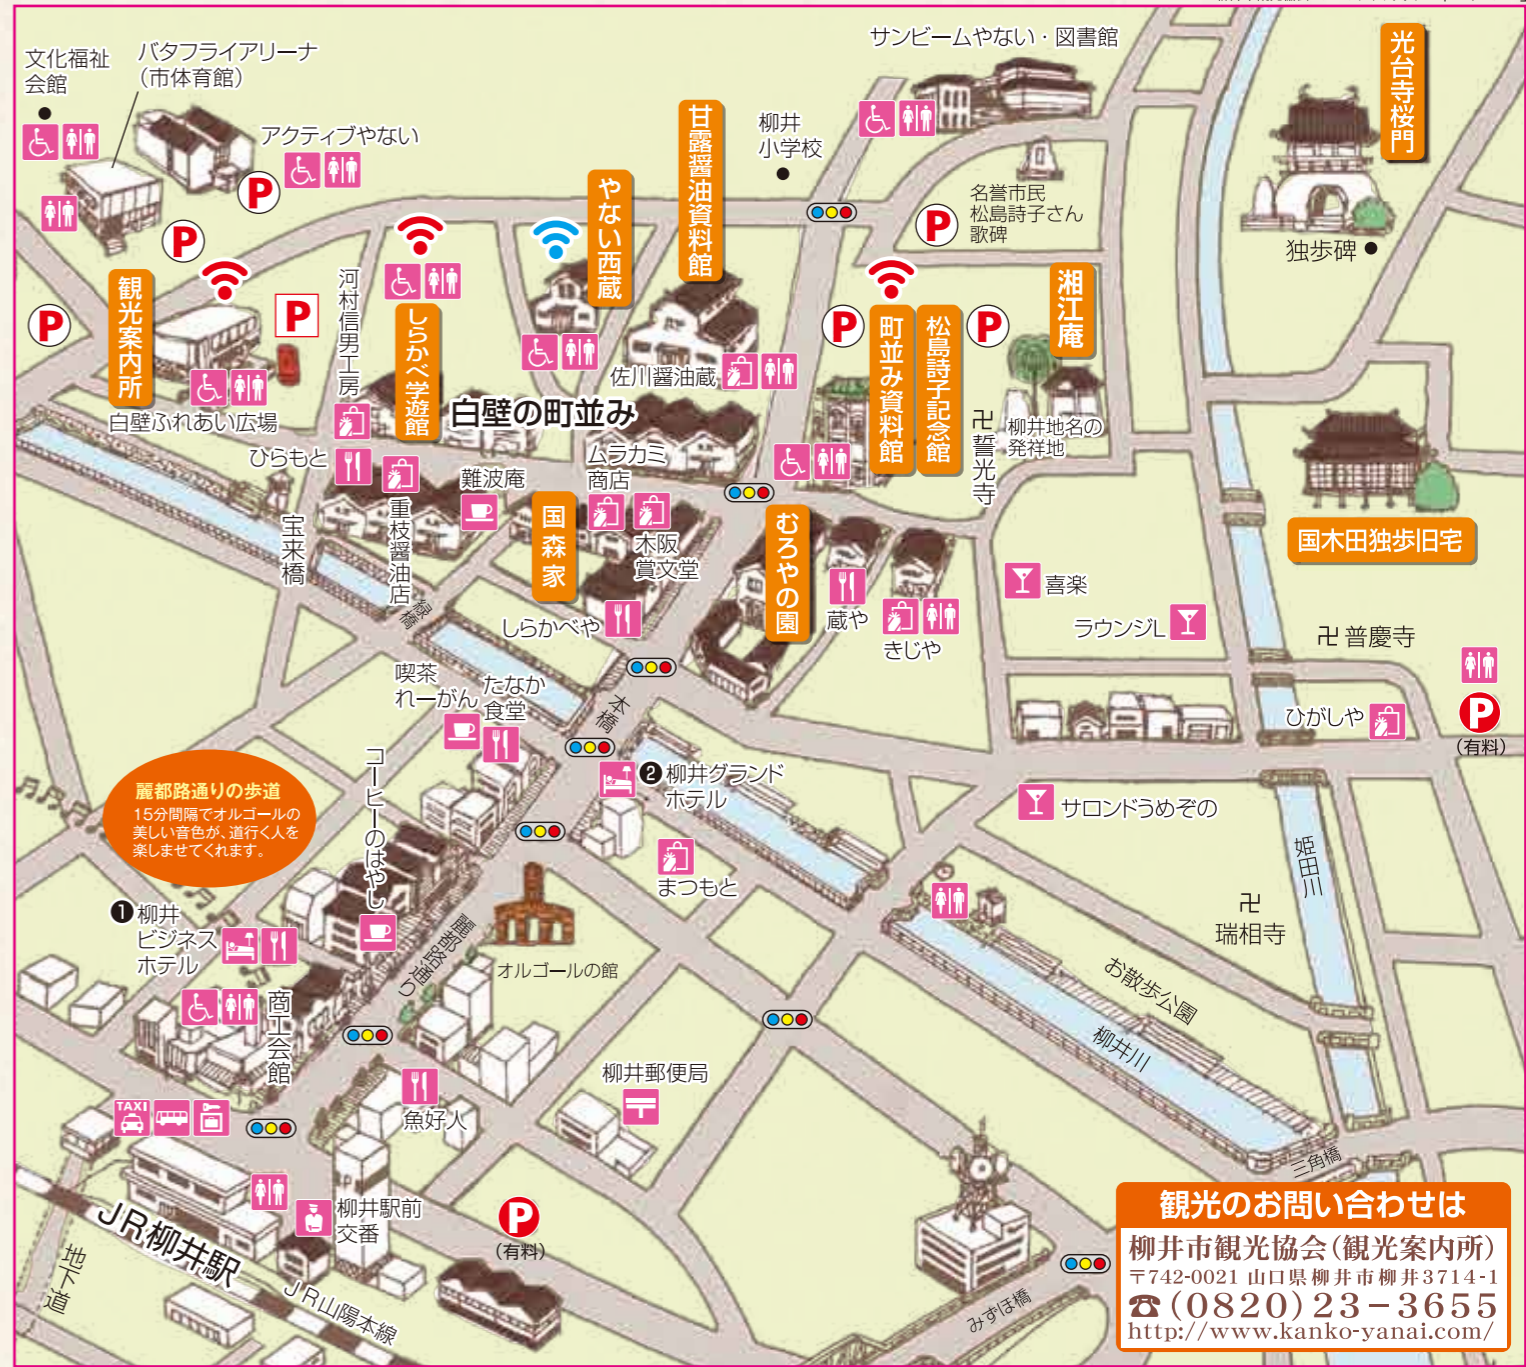 文化福祉
会館
バタフライアリーナ
(市体育館)
アクティブやない
サンビームやない・図書館
光台寺桜門
甘露醤油資料館
柳井
小学校
やない西蔵
名誉市民
松島詩子さん
歌碑
独歩碑
P
P
P
P
P
P
P
観光案内所
河村信男工房
しらかべ学遊館
湘江庵
町並み資料館
松島詩子記念館
佐川醤油蔵
白壁の町並み
白壁ふれあい広場
ひらもと
難波庵
ムラカミ
商店
卍誓光寺
柳井地名の
発祥地
宝来橋
重枝醤油店
国森家
木阪
賞文堂
むろやの園
国木田独歩旧宅
緑橋
しらかべや
蔵や
きじや
喜楽
ラウンジL
卍普慶寺
喫茶
れーがん
たなか
食堂
本橋
ひがしや
P
(有料)
麗都路通りの歩道
15分間隔でオルゴールの
美しい音色が、道行く人を
楽しませてくれます。
コーヒーのはやし
❷柳井グランド
ホテル
サロンドうめぞの
まつもと
姫田川
❶柳井
ビジネス
ホテル
麗都路通り
オルゴールの館
卍
瑞相寺
お散歩公園
柳井川
商工会館
柳井郵便局
魚好人
TAXI
三角橋
柳井駅前
交番
P
(有料)
JR柳井駅
地下道
JR山陽本線
みずほ橋
観光のお問い合わせは
柳井市観光協会(観光案内所)
〒742-0021 山口県柳井市柳井3714-1
☎(0820)23-3655
http://www.kanko-yanai.com/